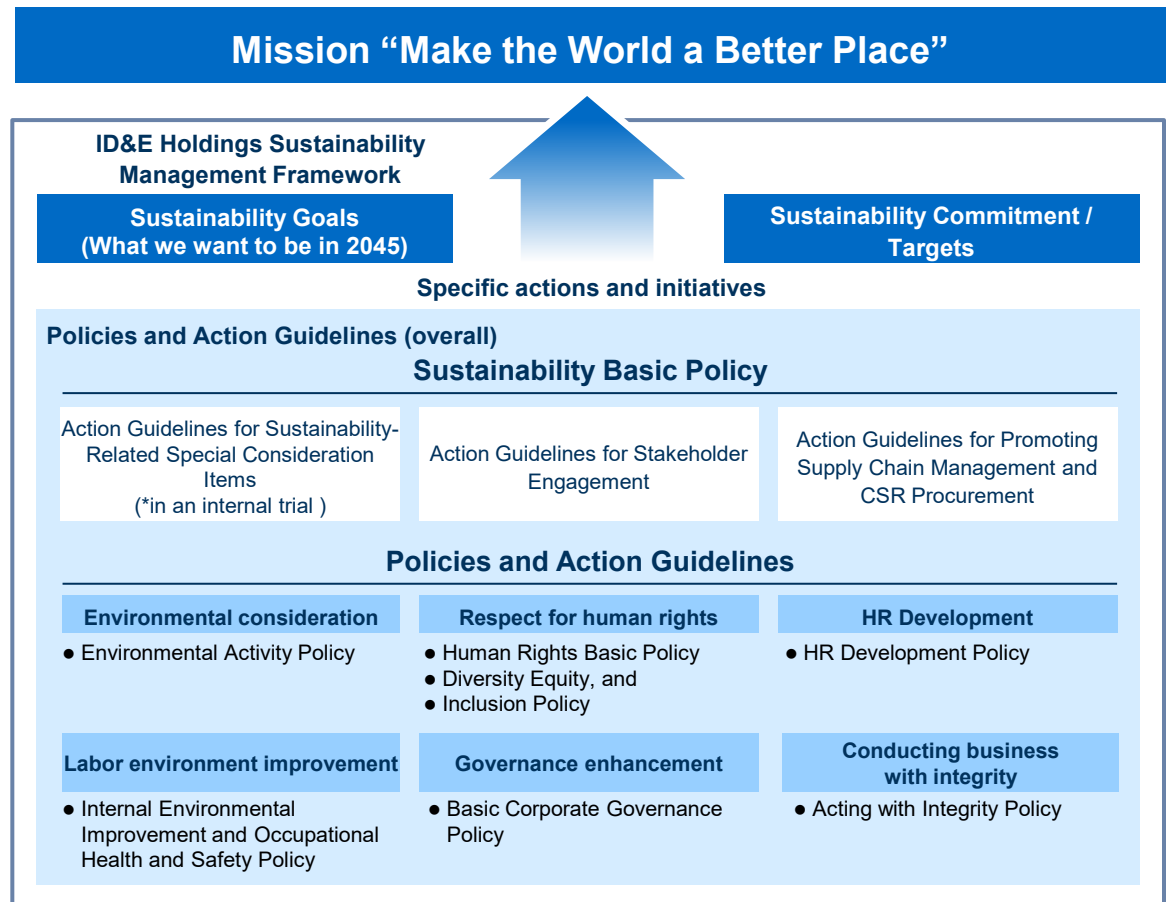 Mission “Make the World a Better Place”
ID&E Holdings Sustainability
Management Framework
Sustainability Goals
(What we want to be in 2045)
Sustainability Commitment /
Targets
Specific actions and initiatives
Policies and Action Guidelines (overall)
Sustainability Basic Policy
Action Guidelines for Sustainability-
Related Special Consideration
Items
(*in an internal trial )
Action Guidelines for Stakeholder
Engagement
Action Guidelines for Promoting
Supply Chain Management and
CSR Procurement
Policies and Action Guidelines
Environmental consideration
● Environmental Activity Policy
Respect for human rights
● Human Rights Basic Policy
● Diversity Equity, and
● Inclusion Policy
HR Development
● HR Development Policy
Labor environment improvement
● Internal Environmental
Improvement and Occupational
Health and Safety Policy
Governance enhancement
● Basic Corporate Governance
Policy
Conducting business
with integrity
● Acting with Integrity Policy